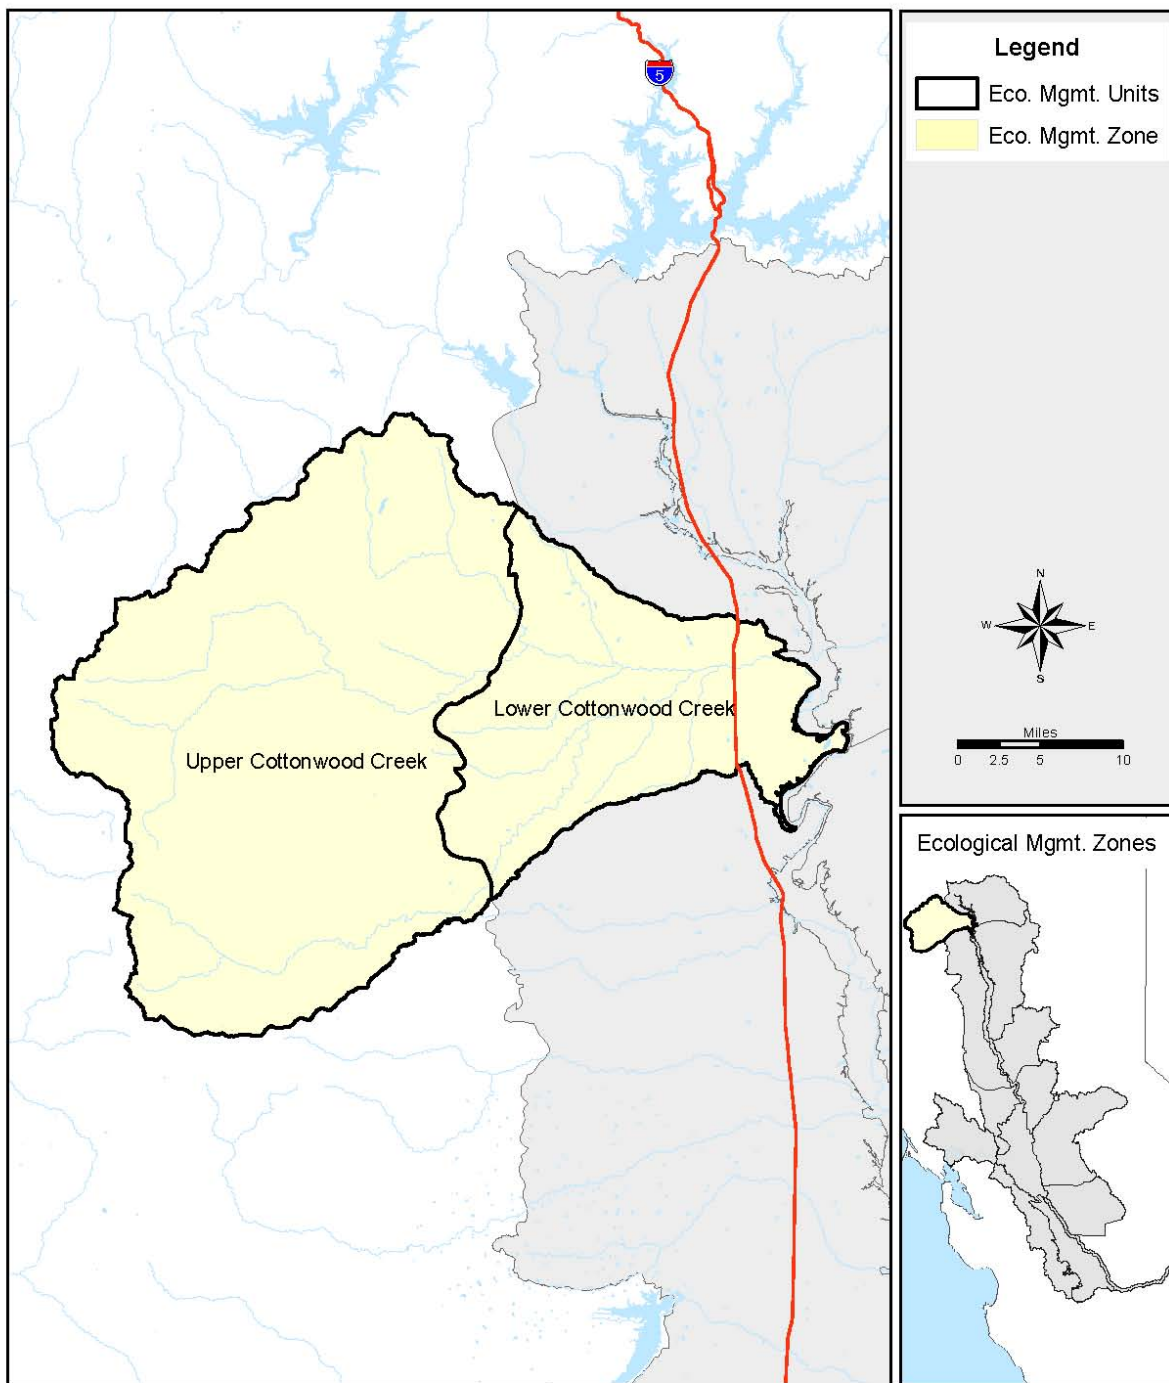 5
Upper Cottonwood Creek
Lower Cottonwood Creek
Legend
Eco. Mgmt. Units
Eco. Mgmt. Zone
N
W E
S
Miles
0 2.5 5 10
Ecological Mgmt. Zones